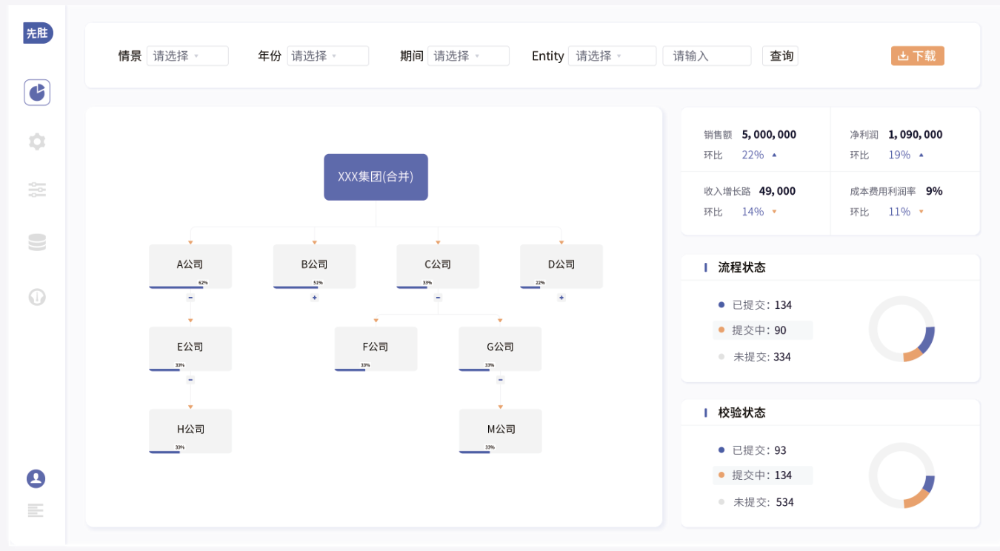 先胜
情景 请选择 年份 请选择 期间 请选择 Entity 请选择 请输入 查询 下载
XXX集团(合并)
A公司 B公司 C公司 D公司
62% 51% 33% 22%
E公司 F公司 G公司
33% 33% 33%
H公司 M公司
33% 33%
销售额 5,000,000 净利润 1,090,000
环比 22% 环比 19%
收入增长路 49,000 成本费用利润率 9%
环比 14% 环比 11%
流程状态
已提交: 134
提交中: 90
未提交: 334
校验状态
已提交: 93
提交中: 134
未提交: 534